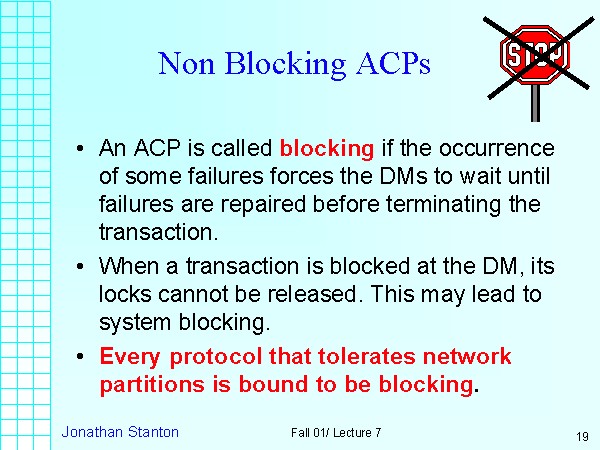 STOP
Non Blocking ACPs
• An ACP is called blocking if the occurrence
of some failures forces the DMs to wait until
failures are repaired before terminating the
transaction.
• When a transaction is blocked at the DM, its
locks cannot be released. This may lead to
system blocking.
• Every protocol that tolerates network
partitions is bound to be blocking.
Jonathan Stanton
Fall 01/ Lecture 7
19